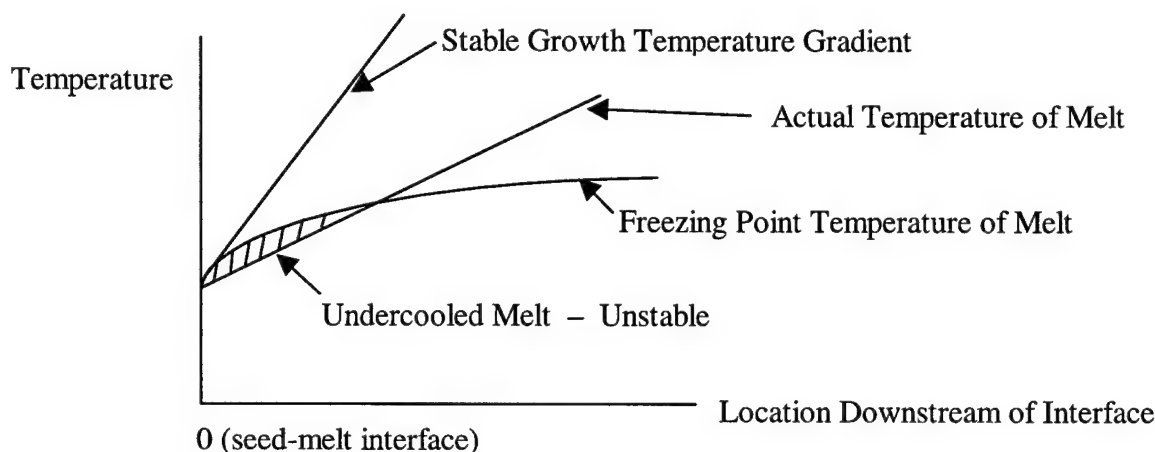 Stable Growth Temperature Gradient
Temperature
Actual Temperature of Melt
Freezing Point Temperature of Melt
Undercooled Melt – Unstable
Location Downstream of Interface
0 (seed-melt interface)